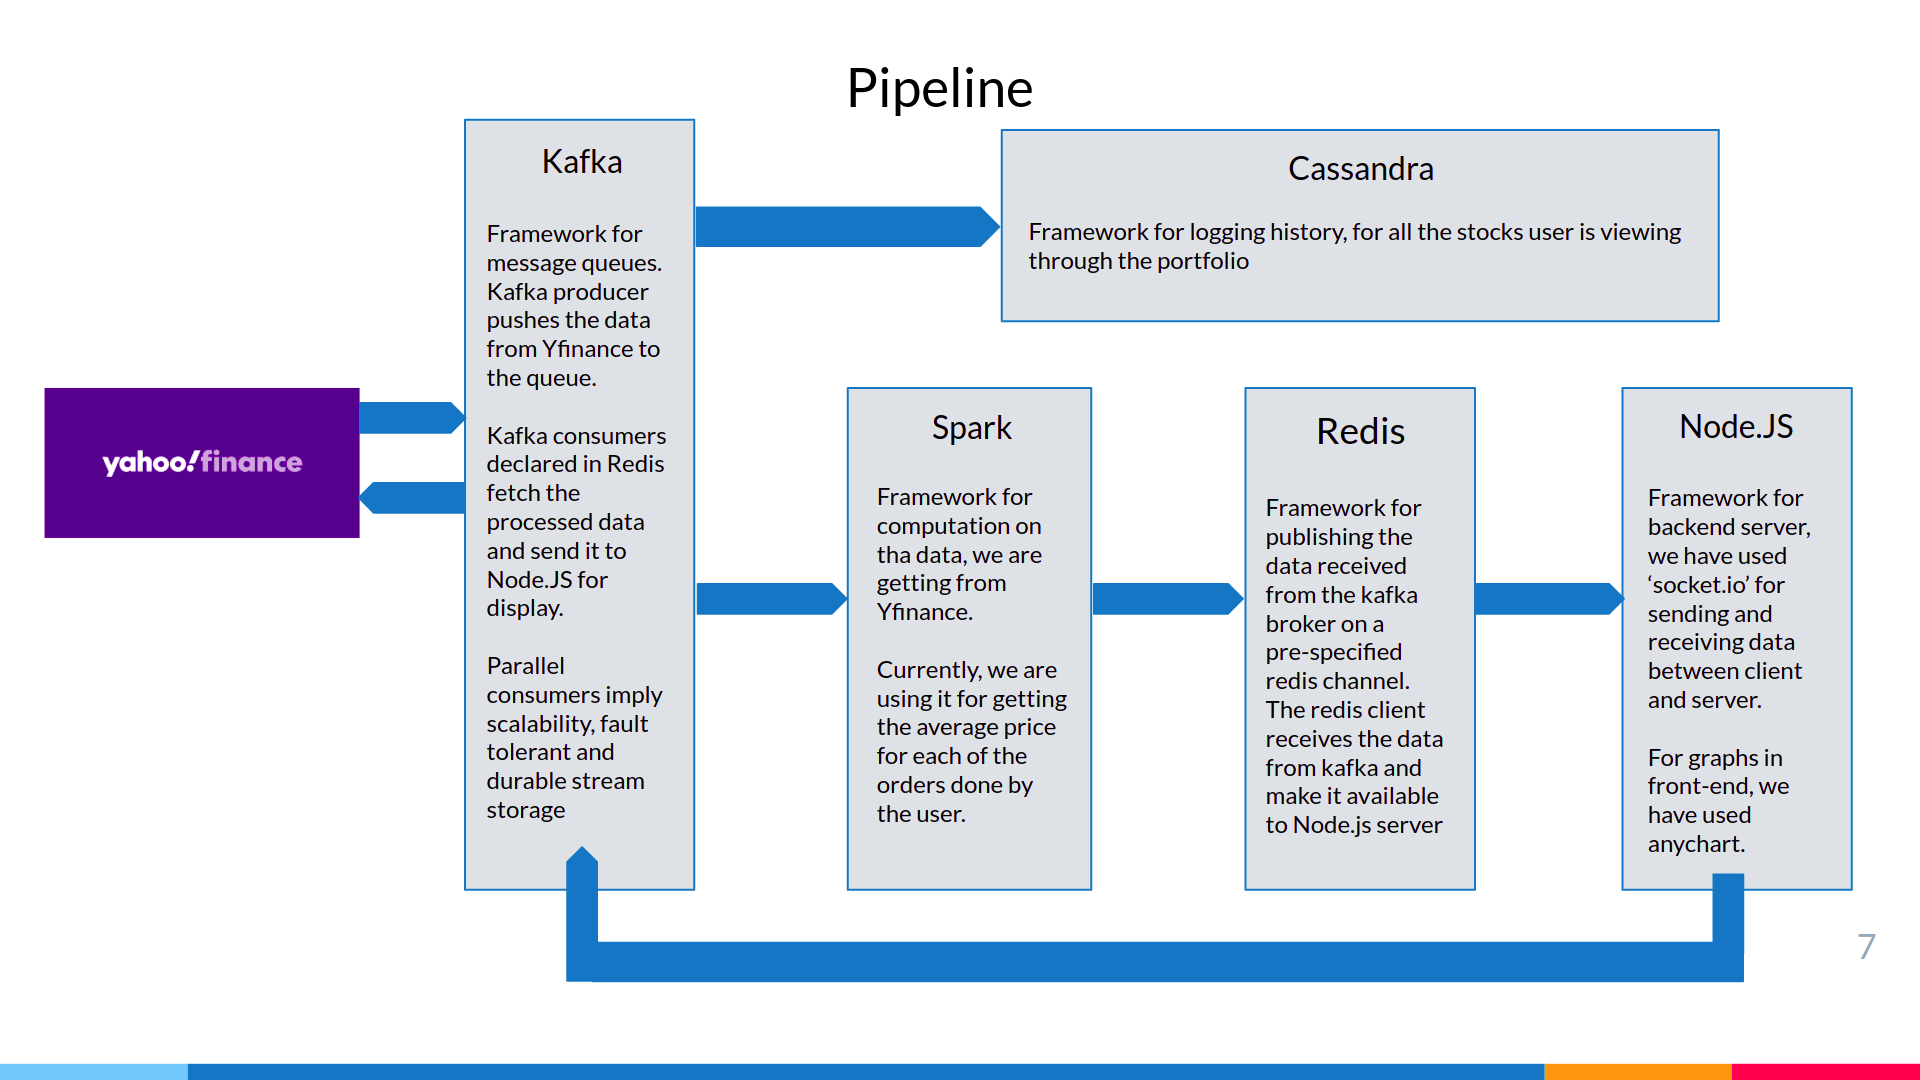 Pipeline
Kafka
Framework for
message queues.
Kafka producer
pushes the data
from Yfinance to
the queue.
Kafka consumers
declared in Redis
fetch the
processed data
and send it to
Node.JS for
display.
Parallel
consumers imply
scalability, fault
tolerant and
durable stream
storage
Cassandra
Framework for logging history, for all the stocks user is viewing
through the portfolio
yahoo!finance
Spark
Framework for
computation on
tha data, we are
getting from
Yfinance.
Currently, we are
using it for getting
the average price
for each of the
orders done by
the user.
Redis
Framework for
publishing the
data received
from the kafka
broker on a
pre-specified
redis channel.
The redis client
receives the data
from kafka and
make it available
to Node.js server
Node.JS
Framework for
backend server,
we have used
‘socket.io’ for
sending and
receiving data
between client
and server.
For graphs in
front-end, we
have used
anychart.
7